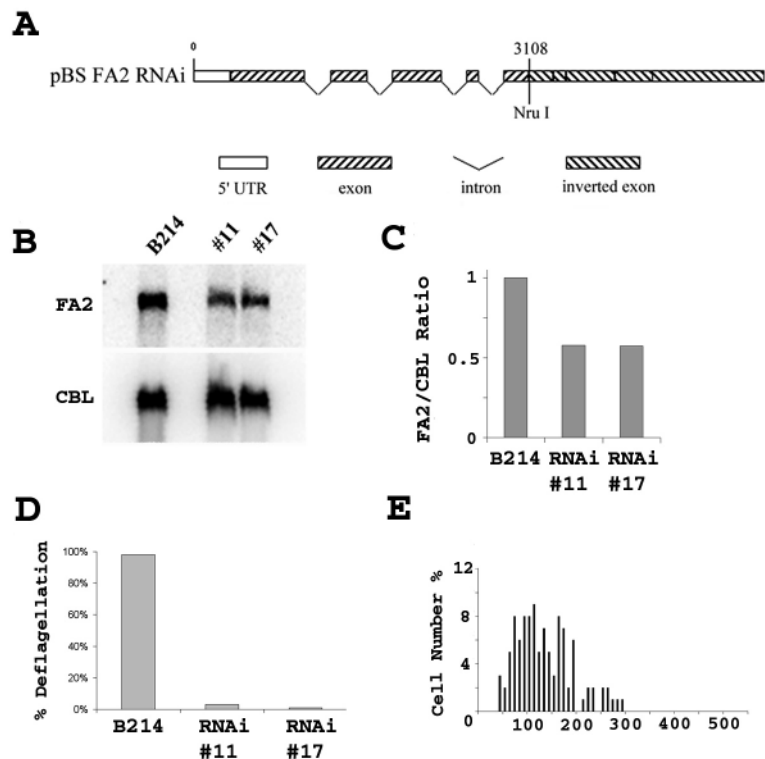 A
0
3108
pBS FA2 RNAi
Nru I
5' UTR
exon
intron
inverted exon
B
B214
#11
#17
FA2
CBL
C
FA2/CBL Ratio
1
0.5
0
B214
RNAi
#11
RNAi
#17
D
% Deflagellation
100%
80%
60%
40%
20%
0%
B214
RNAi
#11
RNAi
#17
E
Cell Number %
12
8
4
0
100 200 300 400 500